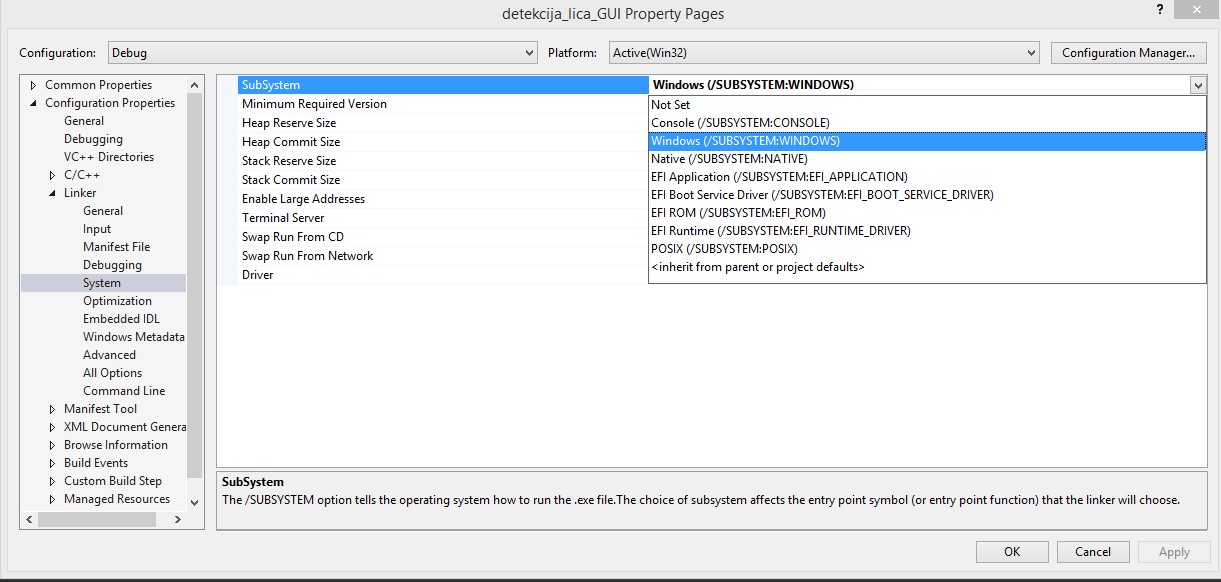 detekcija_lica_GUI Property Pages
?
Configuration: Debug Platform: Active(Win32) Configuration Manager...
Common Properties
Configuration Properties
General
Debugging
VC++ Directories
C/C++
Linker
General
Input
Manifest File
Debugging
System
Optimization
Embedded IDL
Windows Metadata
Advanced
All Options
Command Line
Manifest Tool
XML Document Genera
Browse Information
Build Events
Custom Build Step
Managed Resources
SubSystem Windows (/SUBSYSTEM:WINDOWS)
Minimum Required Version
Heap Reserve Size
Heap Commit Size
Stack Reserve Size
Stack Commit Size
Enable Large Addresses
Terminal Server
Swap Run From CD
Swap Run From Network
Driver
Not Set
Console (/SUBSYSTEM:CONSOLE)
Windows (/SUBSYSTEM:WINDOWS)
Native (/SUBSYSTEM:NATIVE)
EFI Application (/SUBSYSTEM:EFI_APPLICATION)
EFI Boot Service Driver (/SUBSYSTEM:EFI_BOOT_SERVICE_DRIVER)
EFI ROM (/SUBSYSTEM:EFI_ROM)
EFI Runtime (/SUBSYSTEM:EFI_RUNTIME_DRIVER)
POSIX (/SUBSYSTEM:POSIX)
<inherit from parent or project defaults>
SubSystem
The /SUBSYSTEM option tells the operating system how to run the .exe file.The choice of subsystem affects the entry point symbol (or entry point function) that the linker will choose.
OK Cancel Apply